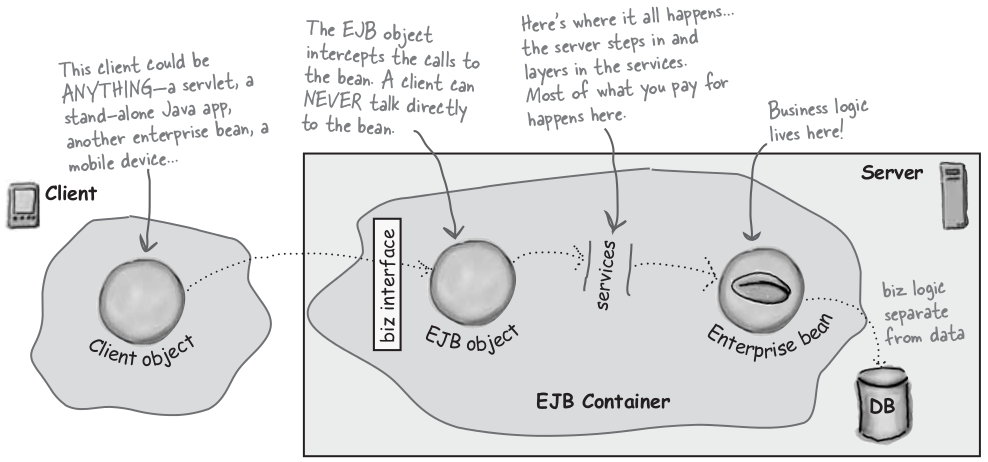 This client could be
ANYTHING—a servlet, a
stand-alone Java app,
another enterprise bean, a
mobile device...
The EJB object
intercepts the calls to
the bean. A client can
NEVER talk directly
to the bean.
Here's where it all happens...
the server steps in and
layers in the services.
Most of what you pay for
happens here.
Business logic
lives here!
Client
Server
Client object
biz interface
EJB object
services
Enterprise bean
biz logic
separate
from data
EJB Container
DB